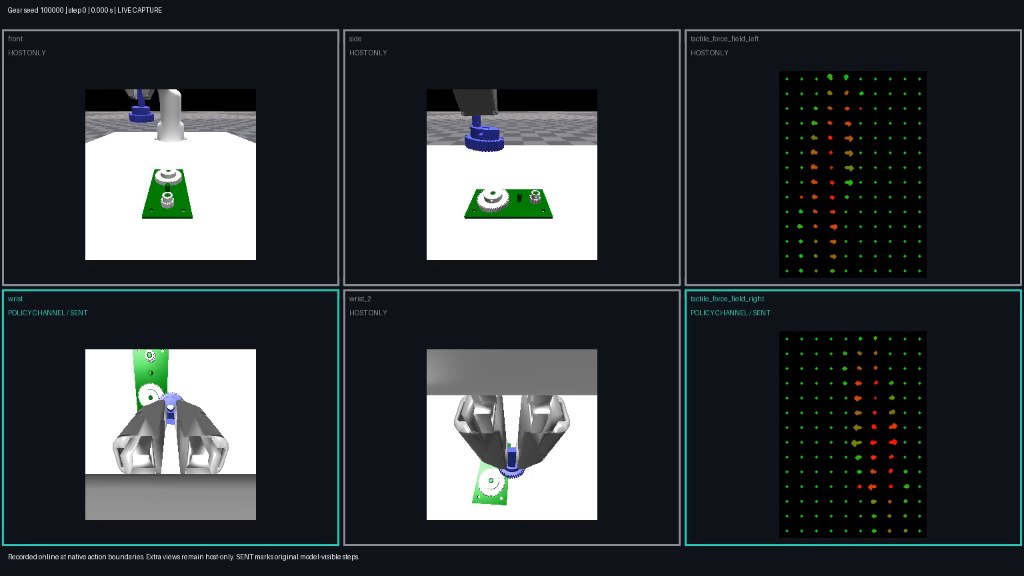 Gear seed 100000 | step 0 | 0.000 s | LIVE CAPTURE
front
HOST ONLY
side
HOST ONLY
tactile_force_field_left
HOST ONLY
wrist
POLICY CHANNEL / SENT
wrist_2
HOST ONLY
tactile_force_field_right
POLICY CHANNEL / SENT
Recorded online at native action boundaries. Extra views remain host-only. SENT marks original model-visible steps.